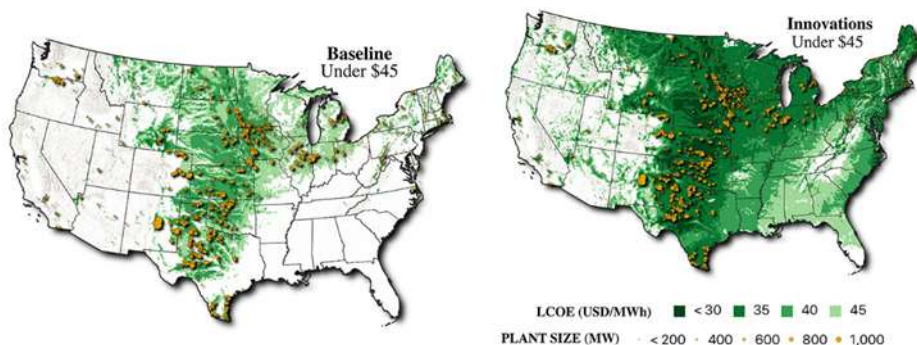 Baseline
Under $45
Innovations
Under $45
LCOE (USD/MWh) < 30 35 40 45
PLANT SIZE (MW) < 200 400 600 800 1,000